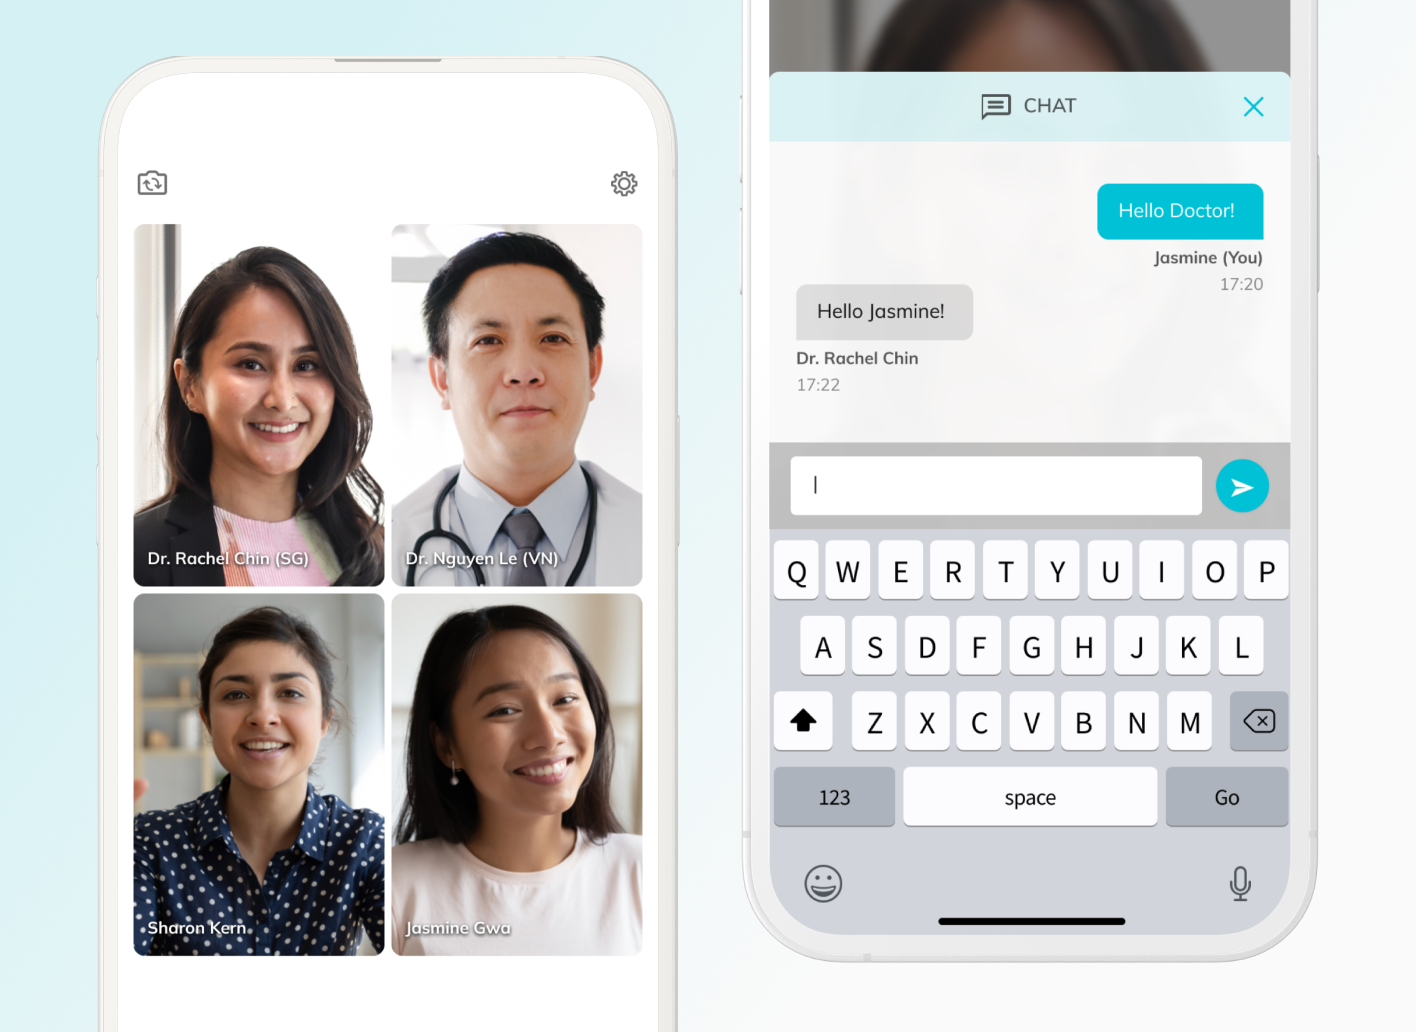 Dr. Rachel Chin (SG)
Dr. Nguyen Le (VN)
Sharon Kern
Jasmine Gwa
CHAT
Hello Doctor!
Jasmine (You)
17:20
Hello Jasmine!
Dr. Rachel Chin
17:22
Q W E R T Y U I O P
A S D F G H J K L
Z X C V B N M
123 space Go